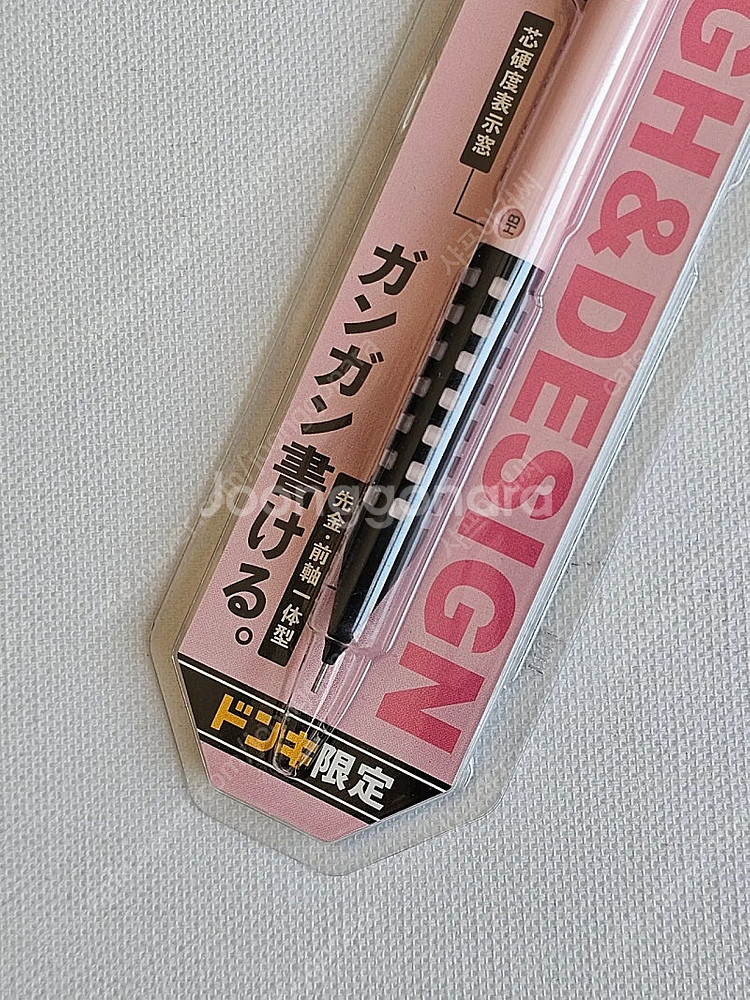 芯硬度表示窓
HB
GH&DESIGN
ガンガン書ける。
先金・前軸一体型
ドンキ限定
Joonggonara